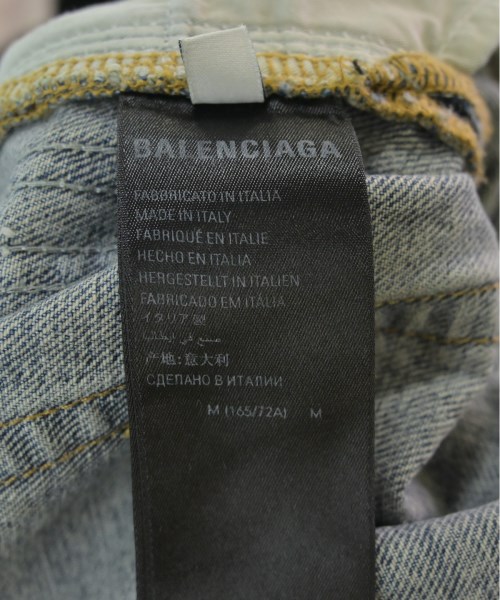 BALENCIAGA
FABBRICATO IN ITALIA
MADE IN ITALY
FABRIQUÉ EN ITALIE
HECHO EN ITALIA
HERGESTELLT IN ITALIEN
FABRICADO EM ITÁLIA
イタリア製
صنع في إيطاليا
产地:意大利
СДЕЛАНО В ИТАЛИИ
M (165/72A) M